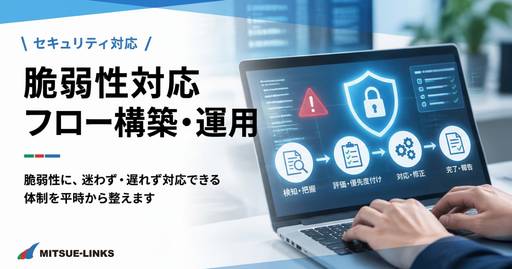 \ セキュリティ対応 /
脆弱性対応
フロー構築・運用
脆弱性に、迷わず・遅れず対応できる
体制を平時から整えます
検知・把握
評価・優先度付け
対応・修正
完了・報告
MITSUE-LINKS